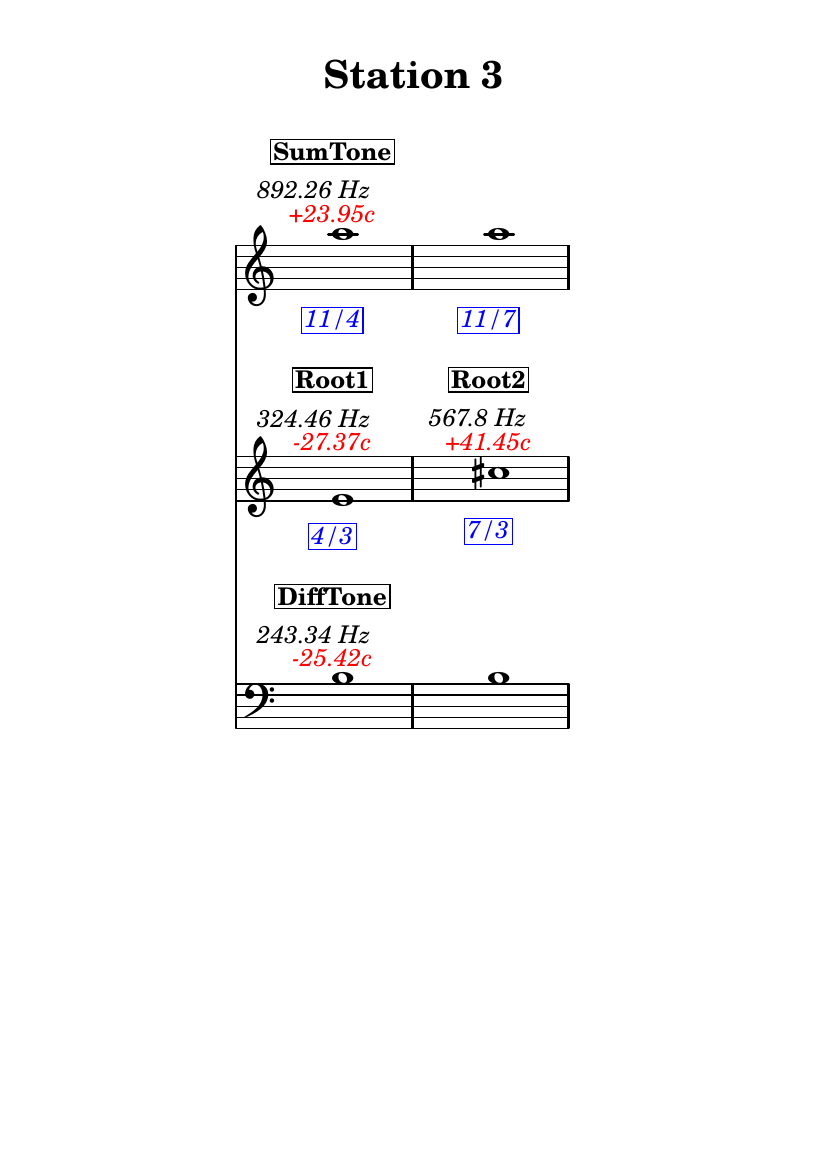 Station 3
SumTone
892.26 Hz
+23.95c
11/4
11/7
Root1
Root2
324.46 Hz
567.8 Hz
-27.37c
+41.45c
4/3
7/3
DiffTone
243.34 Hz
-25.42c